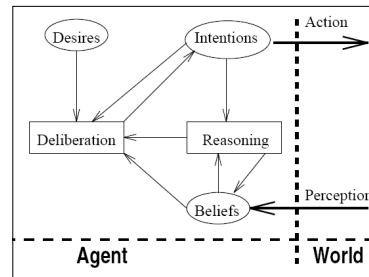 Action
Desires
Intentions
Deliberation
Reasoning
Perception
Beliefs
Agent
World